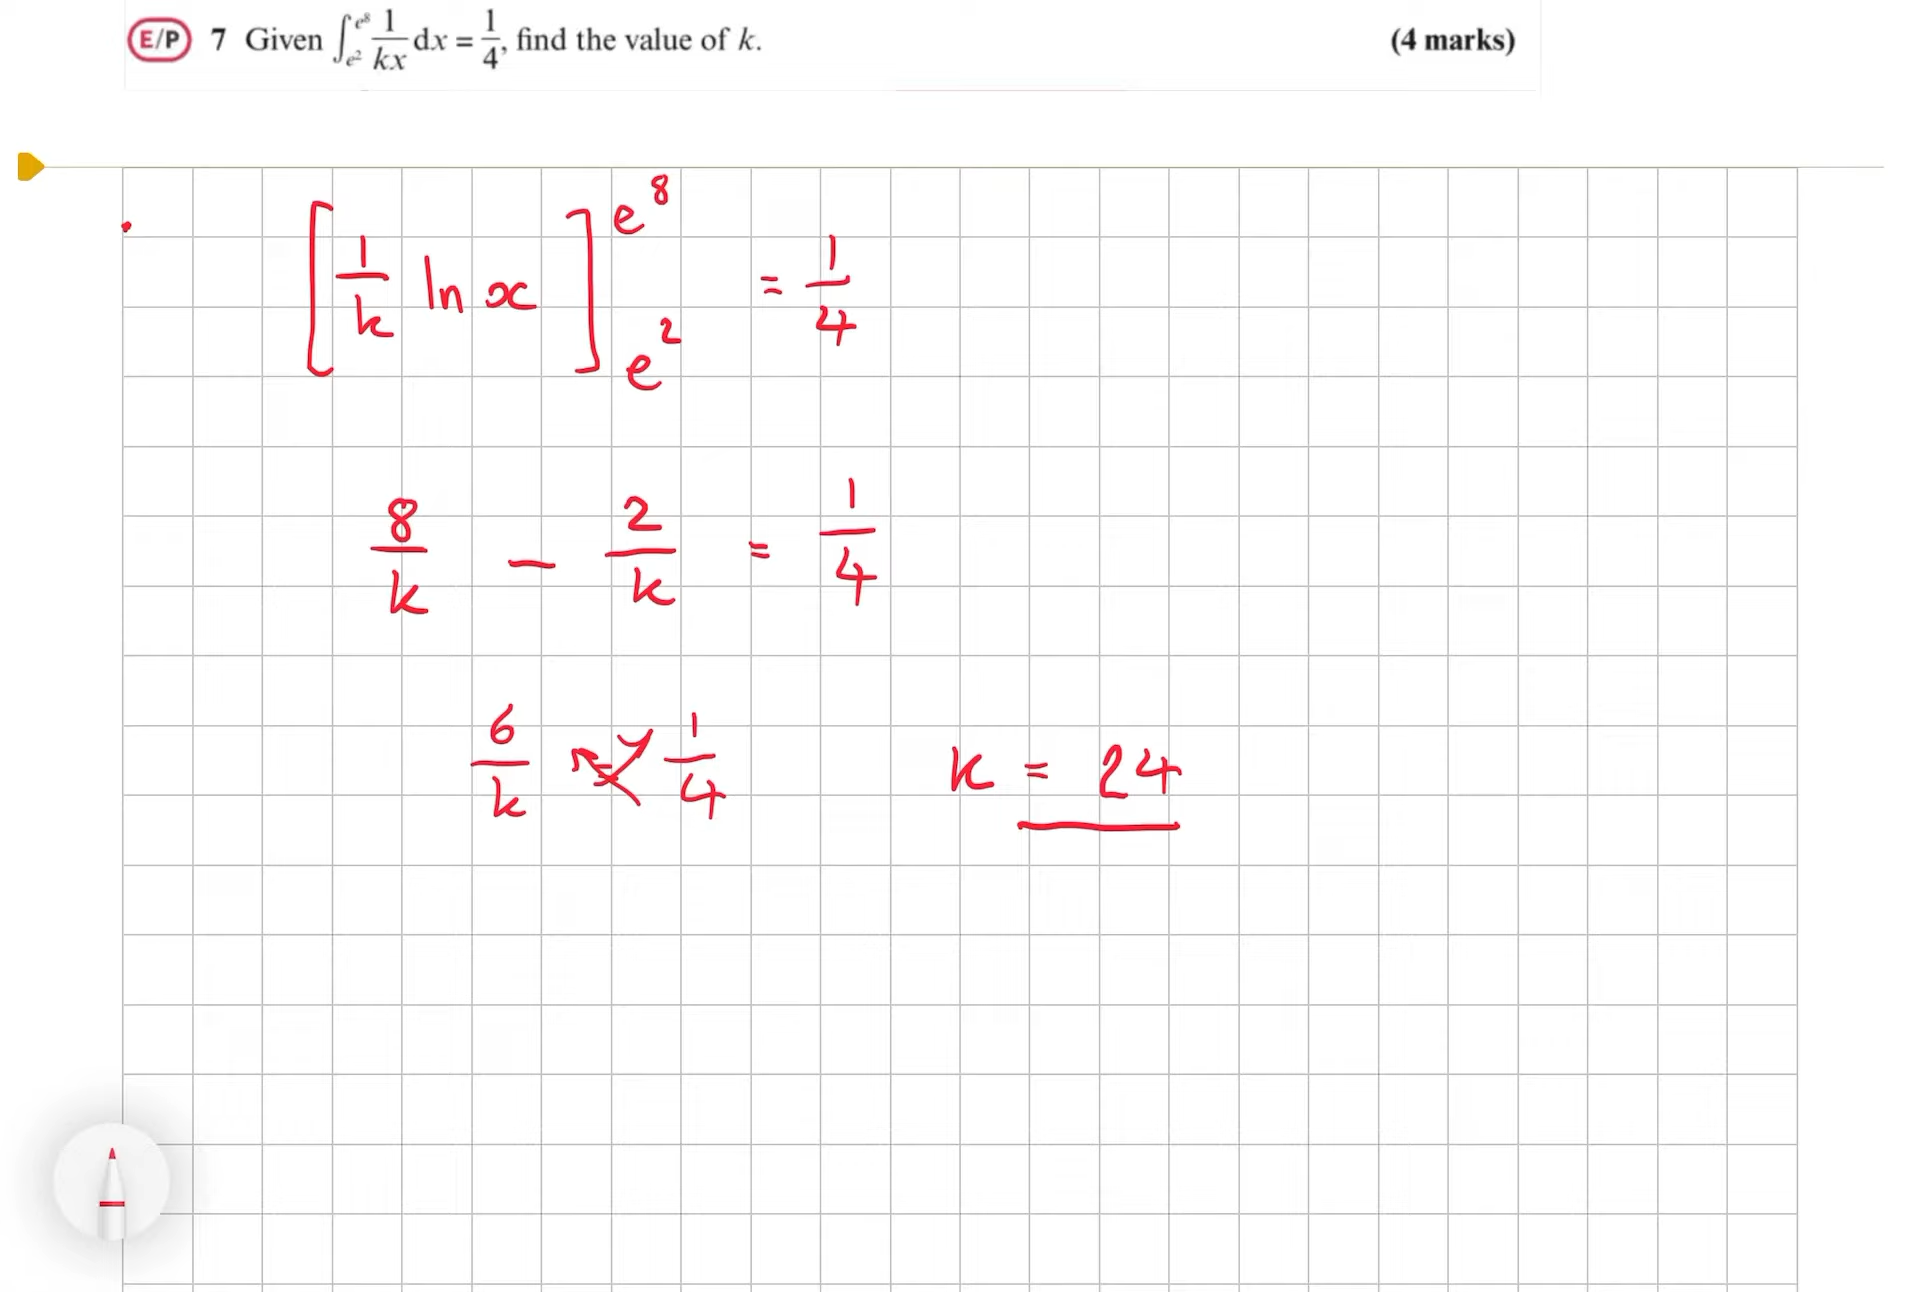 E/P 7 Given ∫_{e²}^{e⁸} 1/(kx) dx = 1/4, find the value of k. (4 marks)
[1/k ln x]_{e²}^{e⁸} = 1/4
8/k - 2/k = 1/4
6/k = 1/4 k = 24